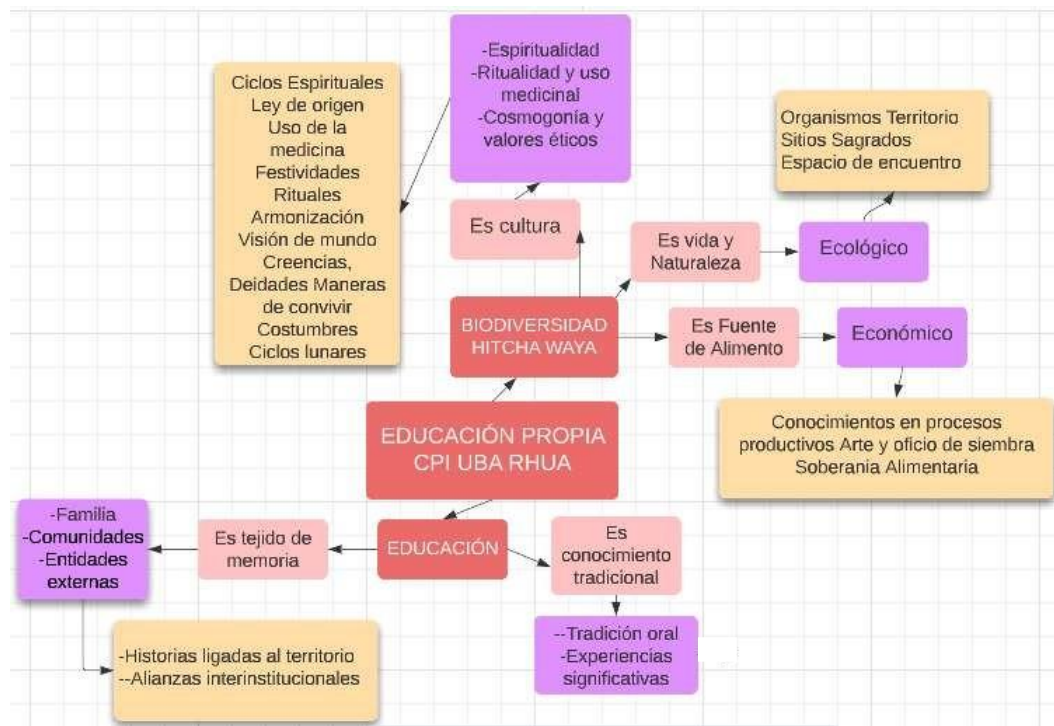 -Espiritualidad
-Ritualidad y uso
medicinal
-Cosmogonía y
valores éticos
Ciclos Espirituales
Ley de origen
Uso de la
medicina
Festividades
Rituales
Armonización
Visión de mundo
Creencias,
Deidades Maneras
de convivir
Costumbres
Ciclos lunares
Organismos Territorio
Sitios Sagrados
Espacio de encuentro
Es cultura
Es vida y
Naturaleza
Ecológico
BIODIVERSIDAD
HITCHA WAYA
Es Fuente
de Alimento
Económico
Conocimientos en procesos
productivos Arte y oficio de siembra
Soberania Alimentaria
EDUCACIÓN PROPIA
CPI UBA RHUA
-Familia
-Comunidades
-Entidades
externas
Es tejido de
memoria
EDUCACIÓN
Es
conocimiento
tradicional
--Tradición oral
-Experiencias
significativas
-Historias ligadas al territorio
--Alianzas interinstitucionales